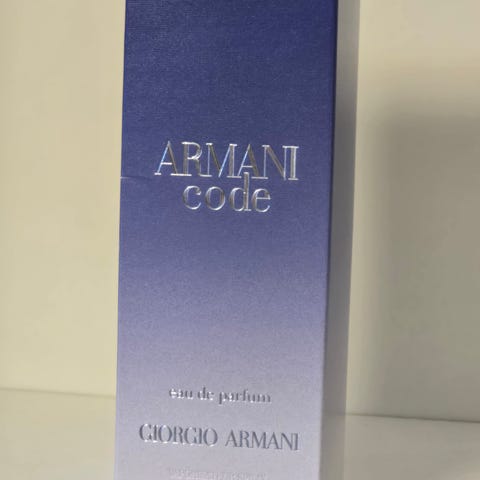 ARMANI
code
eau de parfum
GIORGIO ARMANI